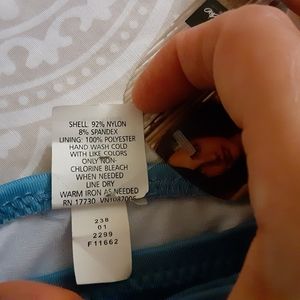 SHELL 92% NYLON
8% SPANDEX
LINING: 100% POLYESTER
HAND WASH COLD
WITH LIKE COLORS
ONLY NON-
CHLORINE BLEACH
WHEN NEEDED
LINE DRY
WARM IRON AS NEEDED
RN 17730
238
01
2299
F11662